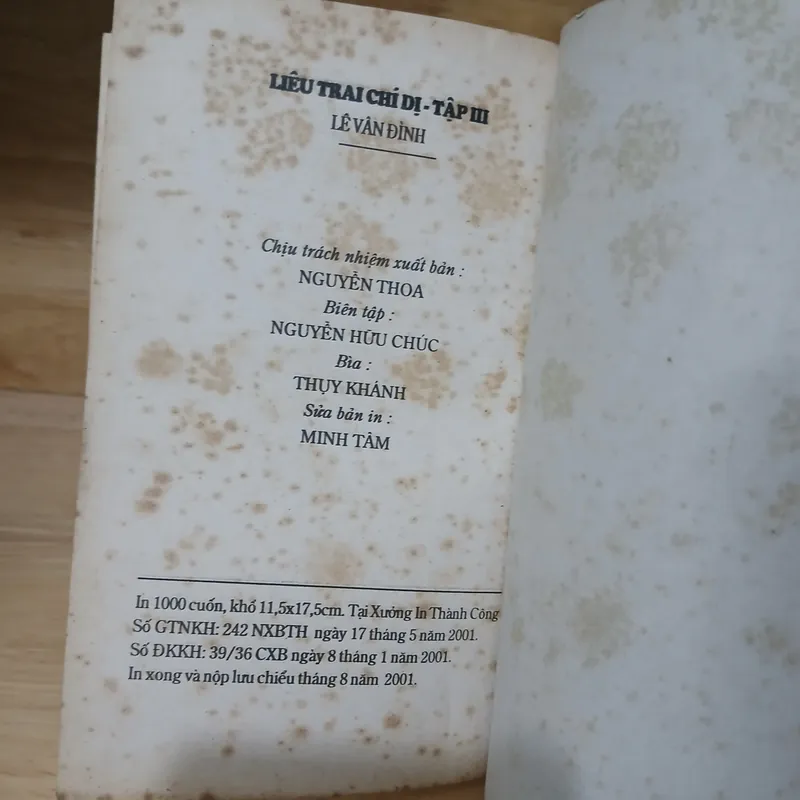 LIÊU TRAI CHÍ DỊ - TẬP III
LÊ VÂN ĐÌNH
Chịu trách nhiệm xuất bản :
NGUYỄN THOA
Biên tập :
NGUYỄN HỮU CHÚC
Bìa :
THỤY KHÁNH
Sửa bản in :
MINH TÂM
In 1000 cuốn, khổ 11,5x17,5cm. Tại Xưởng In Thành Công
Số GTNKH: 242 NXBTH ngày 17 tháng 5 năm 2001.
Số ĐKKH: 39/36 CXB ngày 8 tháng 1 năm 2001.
In xong và nộp lưu chiểu tháng 8 năm 2001.